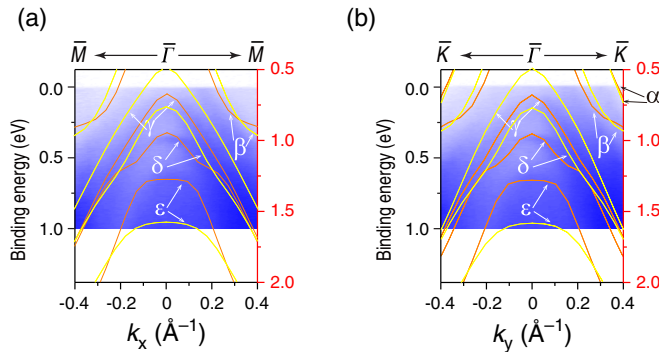 (a)
M̅ ← Γ̅ → M̅
0.0
0.5
1.0
Binding energy (eV)
0.5
1.0
1.5
2.0
γ
β
δ
ε
-0.4 -0.2 0 0.2 0.4
kx (Å⁻¹)
(b)
K̅ ← Γ̅ → K̅
0.0
0.5
1.0
Binding energy (eV)
0.5
1.0
1.5
2.0
α
γ
β
δ
ε
-0.4 -0.2 0 0.2 0.4
ky (Å⁻¹)